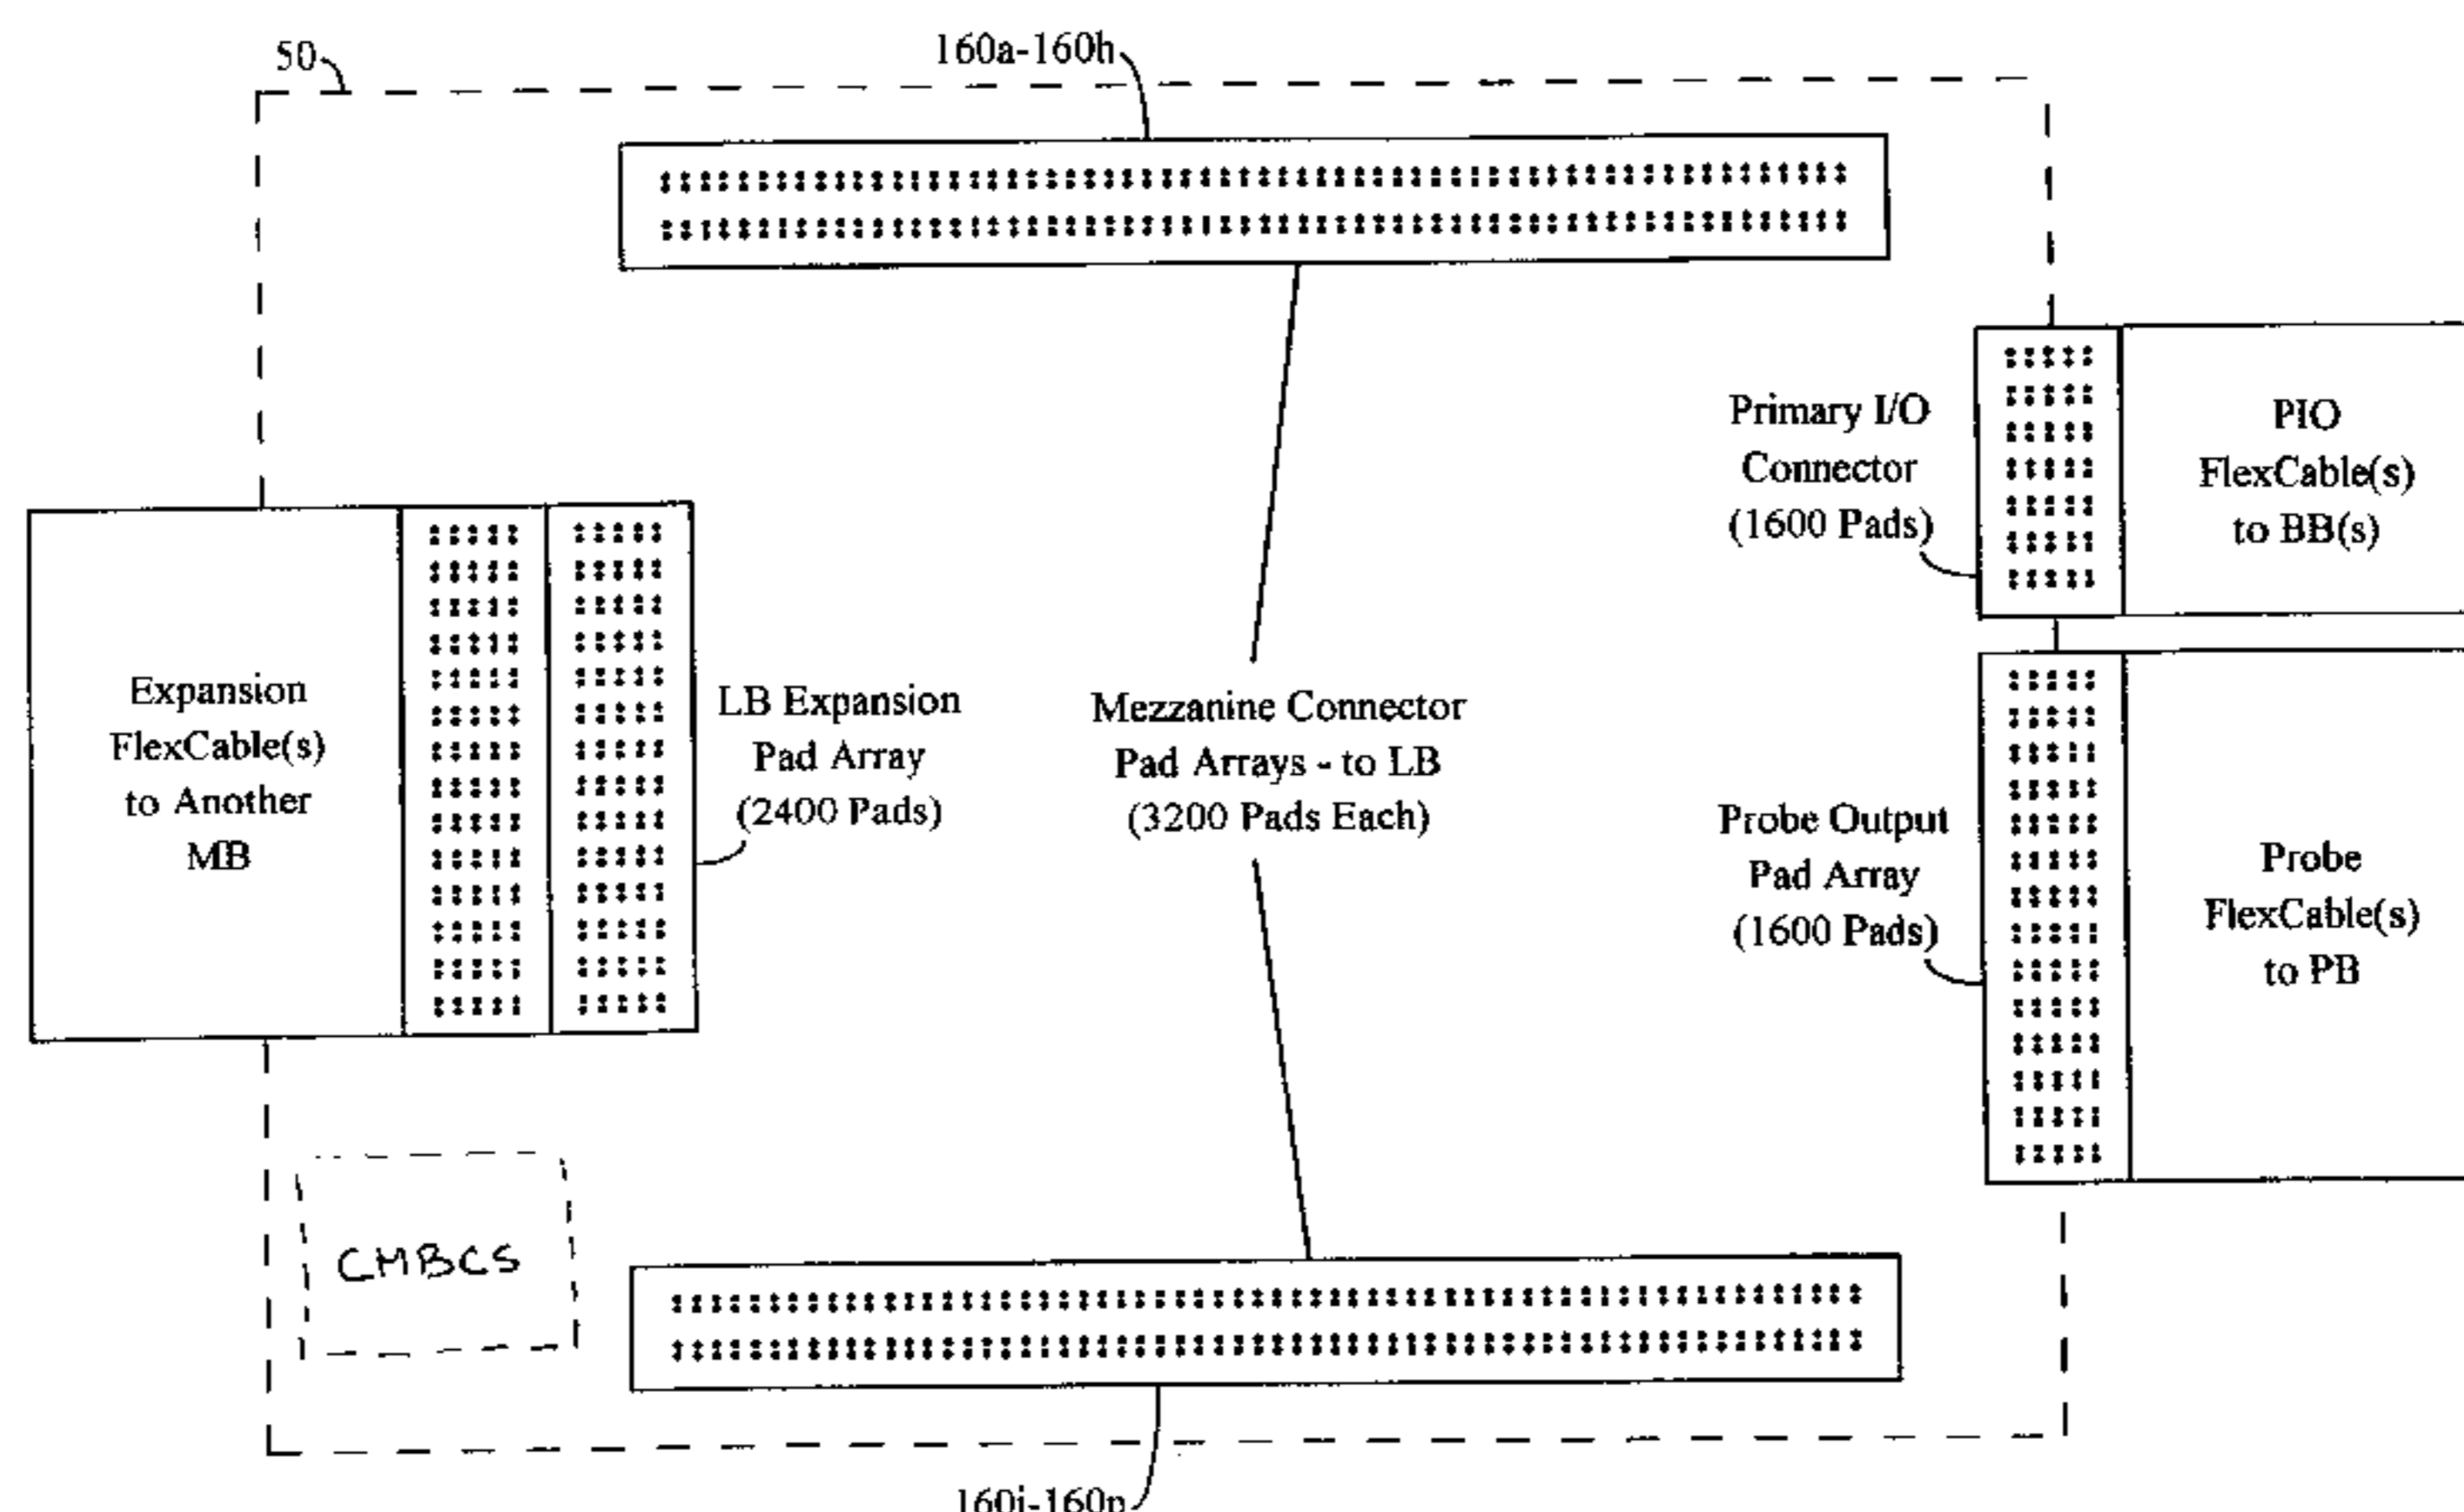 50
160a-160h
Primary I/O
Connector
(1600 Pads)
PIO
FlexCable(s)
to BB(s)
Expansion
FlexCable(s)
to Another
MB
LB Expansion
Pad Array
(2400 Pads)
Mezzanine Connector
Pad Arrays - to LB
(3200 Pads Each)
Probe Output
Pad Array
(1600 Pads)
Probe
FlexCable(s)
to PB
CMBCS
160i-160p